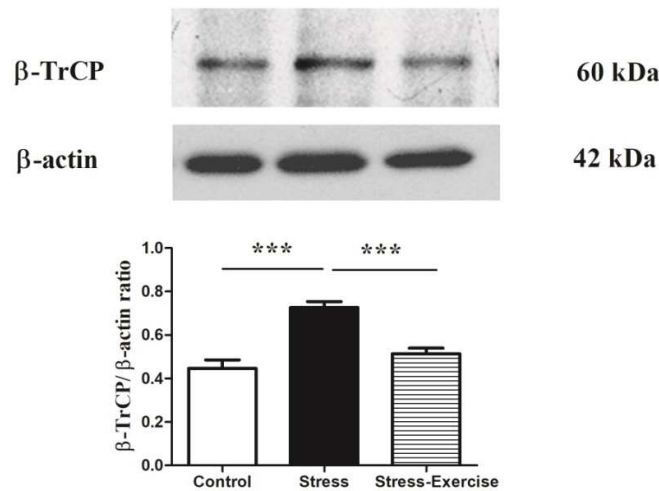 β-TrCP 60 kDa
β-actin 42 kDa
*** ***
β-TrCP/ β-actin ratio
1.0
0.8
0.6
0.4
0.2
0.0
Control Stress Stress-Exercise